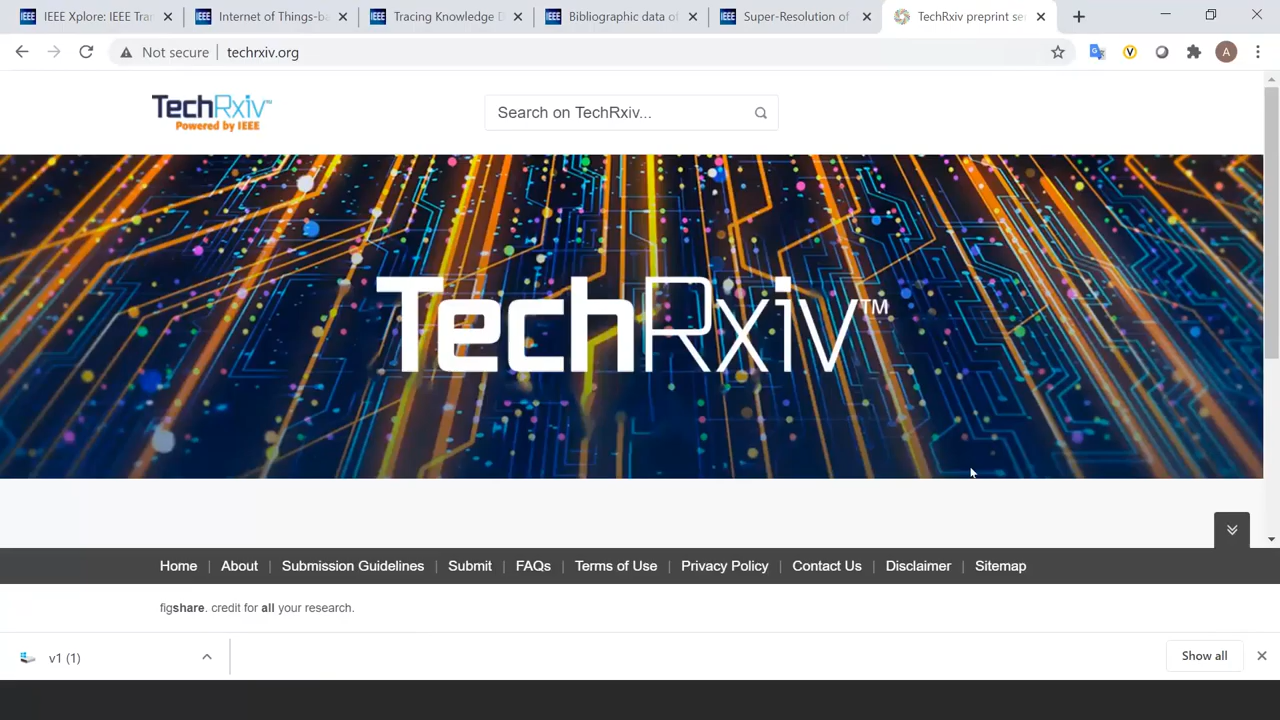 IEEE Xplore: IEEE Tra
Internet of Things-ba
Tracing Knowledge D
Bibliographic data of
Super-Resolution of
TechRxiv preprint se
Not secure
techrxiv.org
A
TechRxiv™
Powered by IEEE
Search on TechRxiv...
TechRxiv™
Home | About | Submission Guidelines | Submit | FAQs | Terms of Use | Privacy Policy | Contact Us | Disclaimer | Sitemap
figshare. credit for all your research.
v1 (1)
Show all